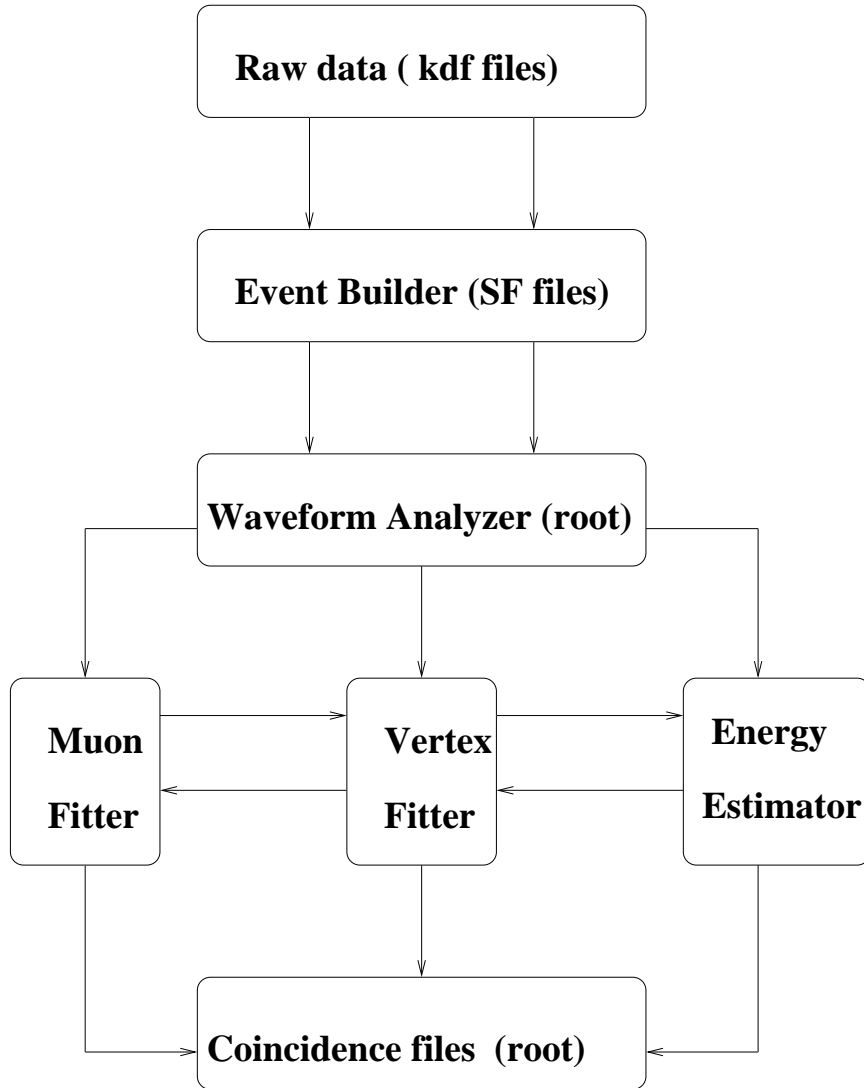 Raw data ( kdf files)
Event Builder (SF files)
Waveform Analyzer (root)
Muon
Fitter
Vertex
Fitter
Energy
Estimator
Coincidence files (root)